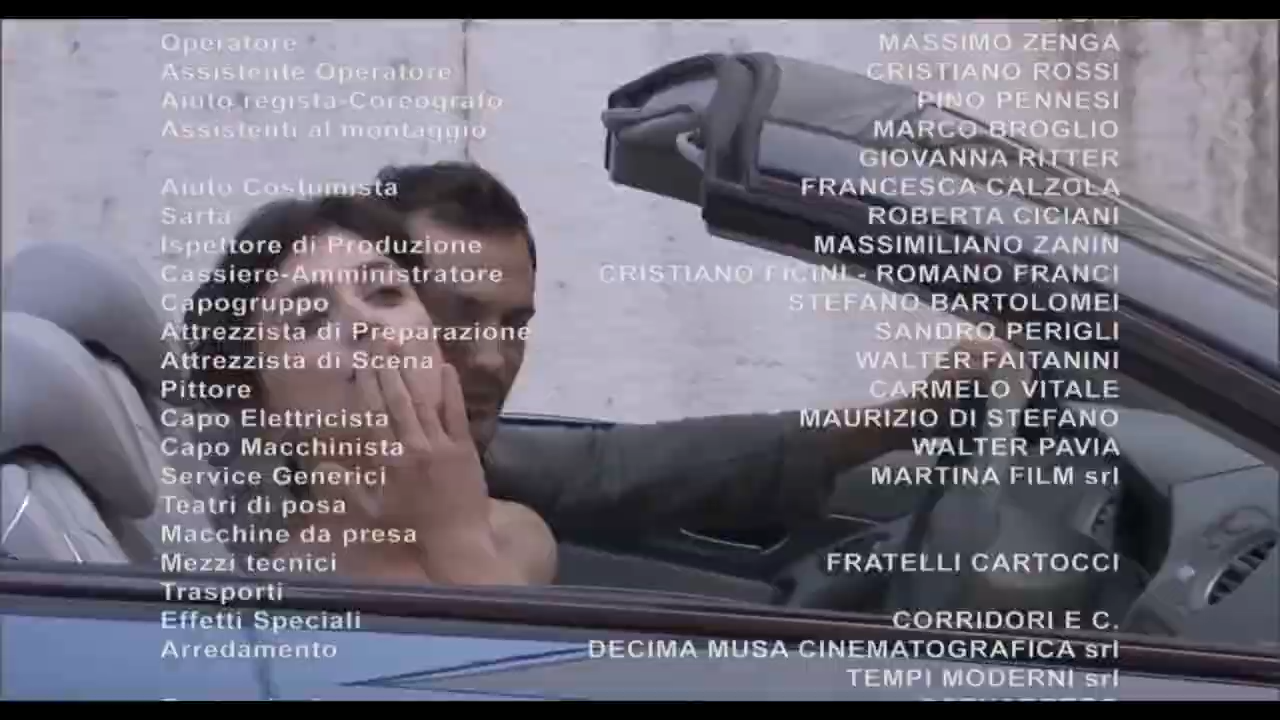 Operatore MASSIMO ZENGA
Assistente Operatore CRISTIANO ROSSI
Aiuto regista-Coreografo PINO PENNESI
Assistenti al montaggio MARCO BROGLIO
GIOVANNA RITTER
Aiuto Costumista FRANCESCA CALZOLA
Sarta ROBERTA CICIANI
Ispettore di Produzione MASSIMILIANO ZANIN
Cassiere-Amministratore CRISTIANO FICINI - ROMANO FRANCI
Capogruppo STEFANO BARTOLOMEI
Attrezzista di Preparazione SANDRO PERIGLI
Attrezzista di Scena WALTER FAITANINI
Pittore CARMELO VITALE
Capo Elettricista MAURIZIO DI STEFANO
Capo Macchinista WALTER PAVIA
Service Generici MARTINA FILM srl
Teatri di posa
Macchine da presa
Mezzi tecnici FRATELLI CARTOCCI
Trasporti
Effetti Speciali CORRIDORI E C.
Arredamento DECIMA MUSA CINEMATOGRAFICA srl
TEMPI MODERNI srl